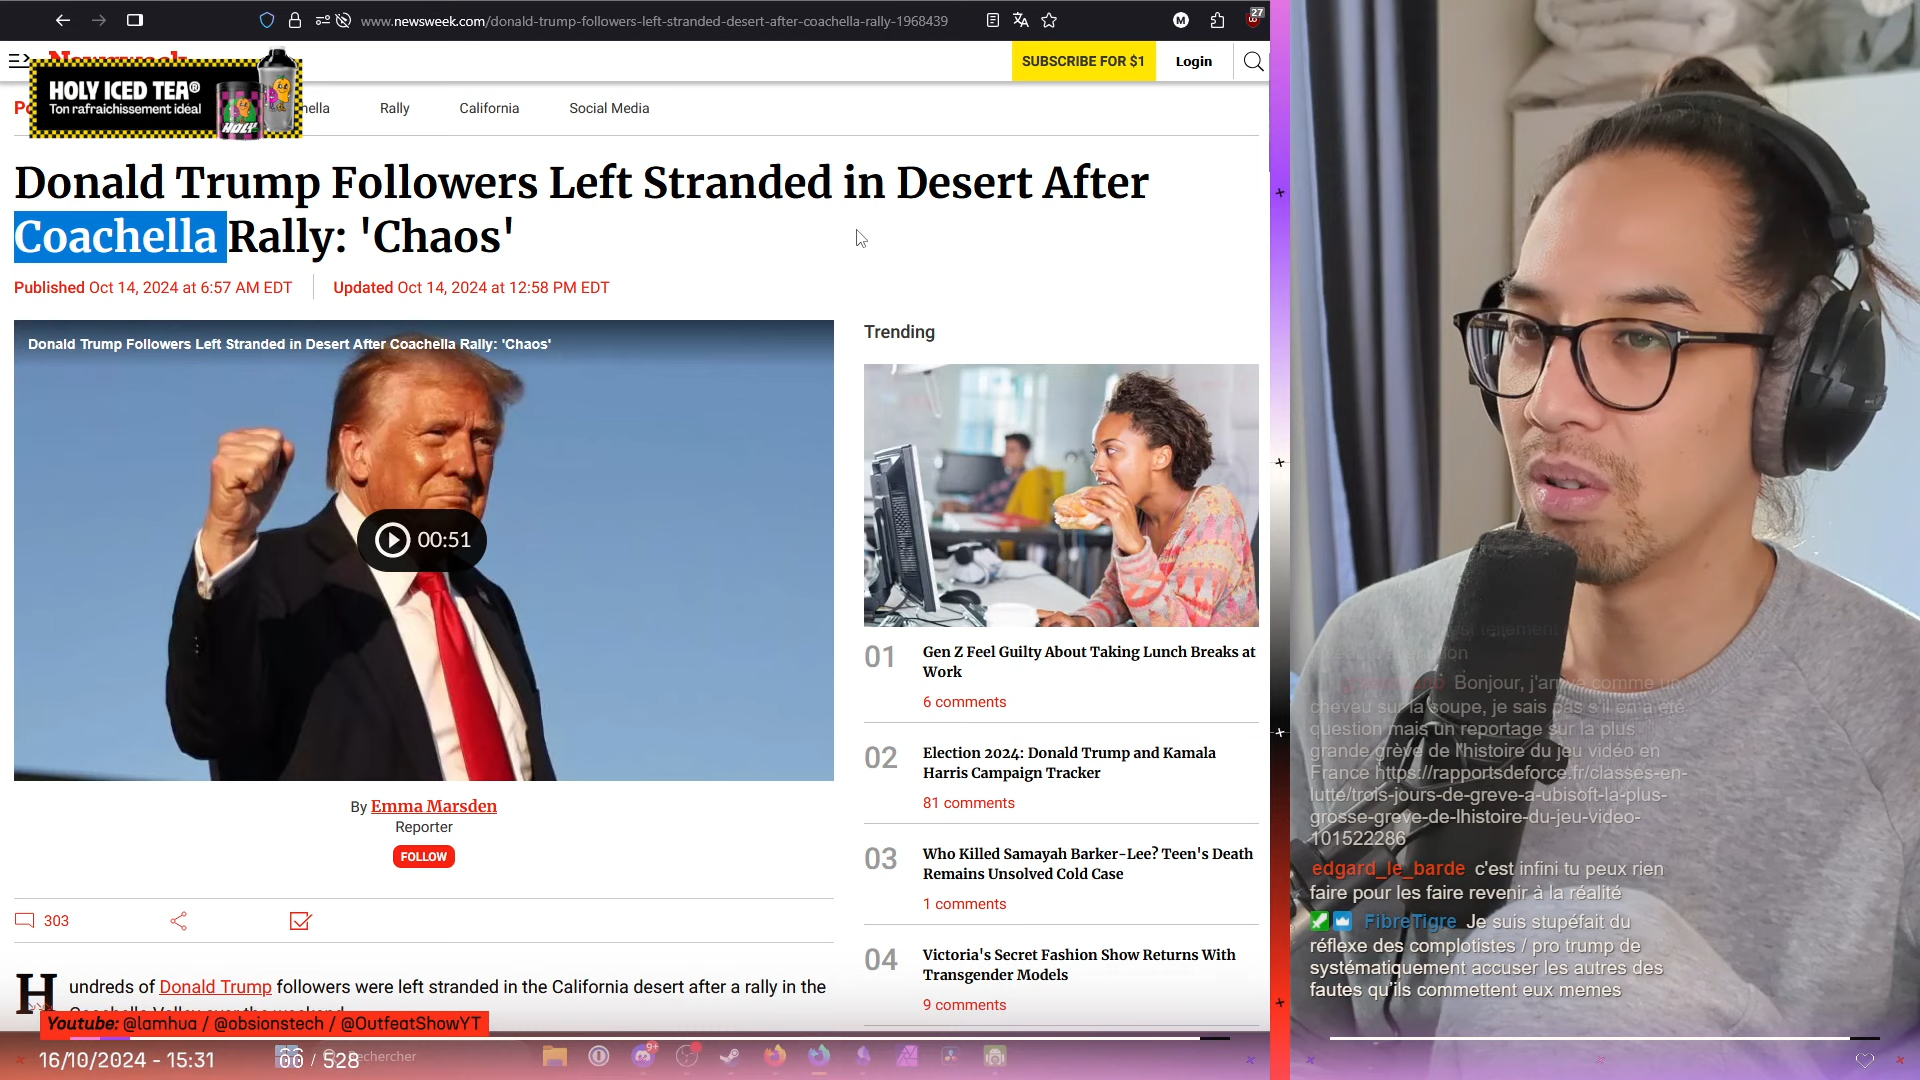 www.newsweek.com/donald-trump-followers-left-stranded-desert-after-coachella-rally-1968439
M
27
SUBSCRIBE FOR $1
Login
HOLY ICED TEA®
Ton rafraichissement idéal
HOLY
Po
hella
Rally
California
Social Media
Donald Trump Followers Left Stranded in Desert After
Coachella Rally: 'Chaos'
Published Oct 14, 2024 at 6:57 AM EDT
Updated Oct 14, 2024 at 12:58 PM EDT
Donald Trump Followers Left Stranded in Desert After Coachella Rally: 'Chaos'
00:51
By Emma Marsden
Reporter
FOLLOW
303
Hundreds of Donald Trump followers were left stranded in the California desert after a rally in the
Trending
01
Gen Z Feel Guilty About Taking Lunch Breaks at
Work
6 comments
02
Election 2024: Donald Trump and Kamala
Harris Campaign Tracker
81 comments
03
Who Killed Samayah Barker-Lee? Teen's Death
Remains Unsolved Cold Case
1 comments
04
Victoria's Secret Fashion Show Returns With
Transgender Models
9 comments
Bonjour, j'arrive comme un
cheveu sur la soupe, je sais pas s'il en a été
question mais un reportage sur la plus
grande grève de l'histoire du jeu vidéo en
France https://rapportsdeforce.fr/classes-en-
lutte/trois-jours-de-greve-a-ubisoft-la-plus-
grosse-greve-de-lhistoire-du-jeu-video-
101522286
edgard_le_barde c'est infini tu peux rien
faire pour les faire revenir à la réalité
FibreTigre Je suis stupéfait du
réflexe des complotistes / pro trump de
systématiquement accuser les autres des
fautes qu'ils commettent eux memes
Youtube: @lamhua / @obsionstech / @OutfeatShowYT
16/10/2024 - 15:31
/ 528
9+